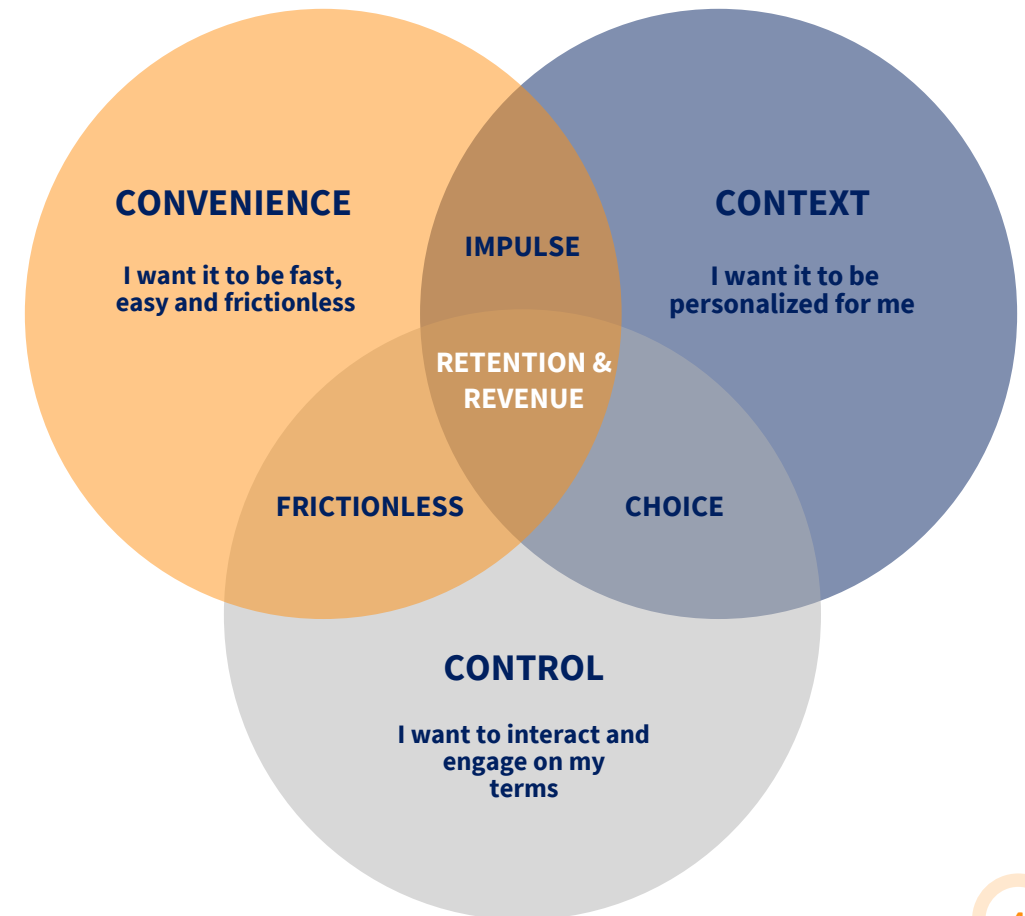 CONVENIENCE
I want it to be fast,
easy and frictionless
IMPULSE
CONTEXT
I want it to be
personalized for me
RETENTION &
REVENUE
FRICTIONLESS
CHOICE
CONTROL
I want to interact and
engage on my
terms